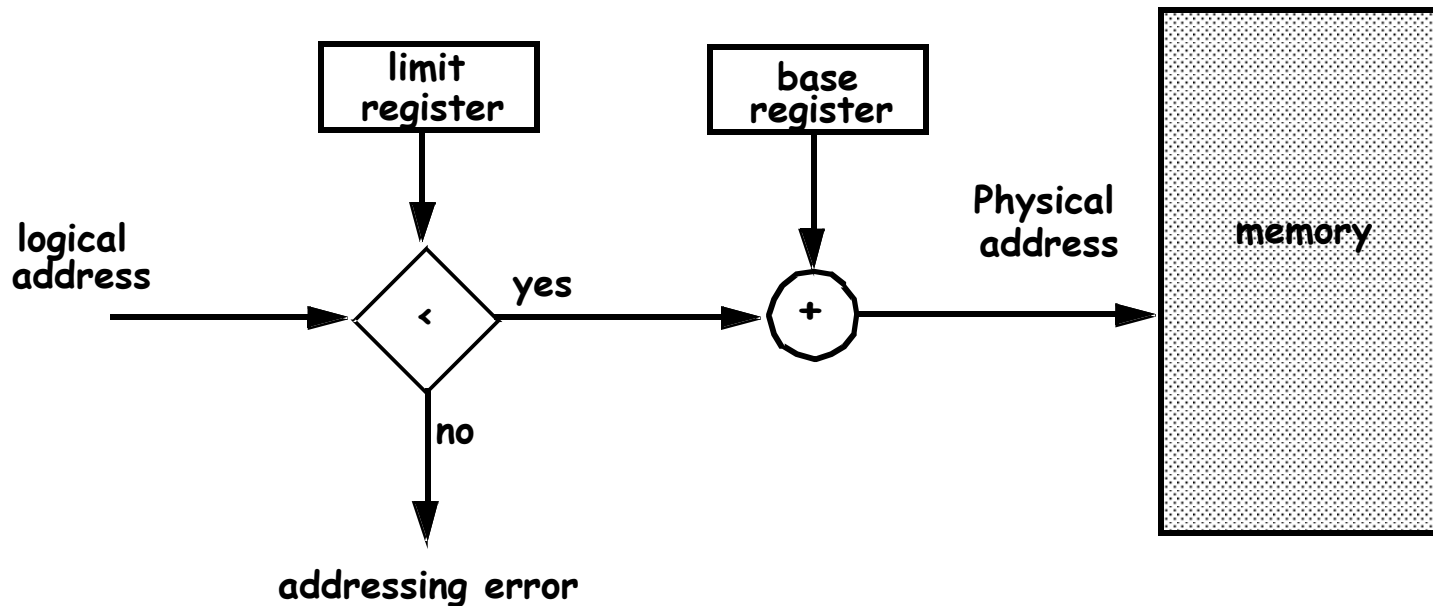 limit
register
base
register
Physical
address
memory
logical
address
yes
<
+
no
addressing error